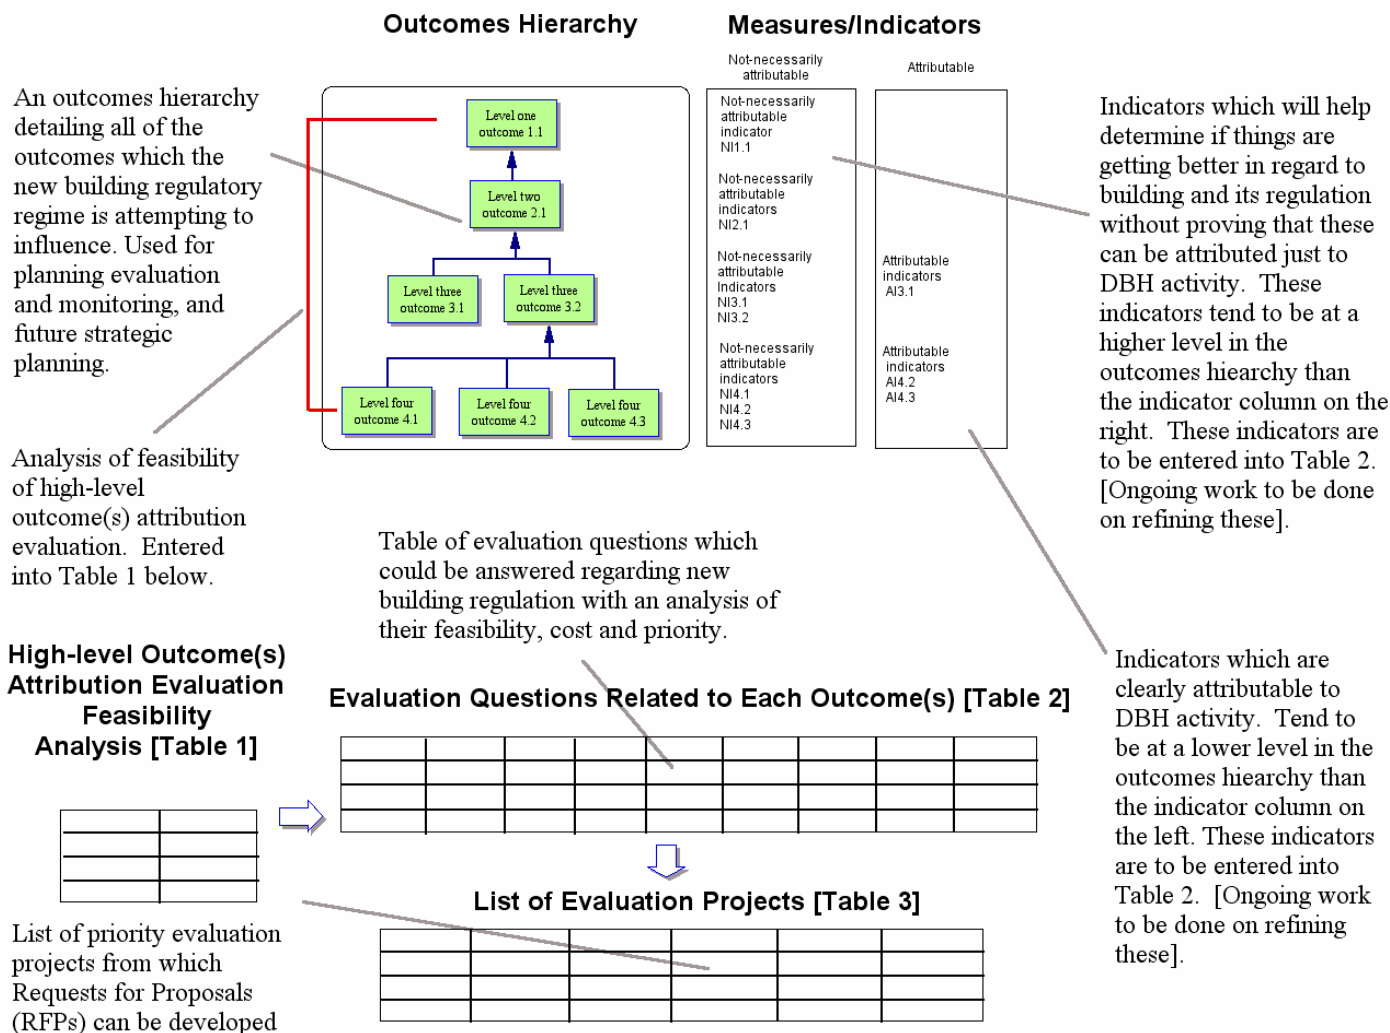 Outcomes Hierarchy
Measures/Indicators
Not-necessarily
attributable
Attributable
An outcomes hierarchy
detailing all of the
outcomes which the
new building regulatory
regime is attempting to
influence. Used for
planning evaluation
and monitoring, and
future strategic
planning.
Level one
outcome 1.1
Level two
outcome 2.1
Level three
outcome 3.1
Level three
outcome 3.2
Level four
outcome 4.1
Level four
outcome 4.2
Level four
outcome 4.3
Not-necessarily
attributable
indicator
NI1.1
Not-necessarily
attributable
indicators
NI2.1
Not-necessarily
attributable
Indicators
NI3.1
NI3.2
Not-necessarily
attributable
indicators
NI4.1
NI4.2
NI4.3
Attributable
indicators
AI3.1
Attributable
indicators
AI4.2
AI4.3
Indicators which will help
determine if things are
getting better in regard to
building and its regulation
without proving that these
can be attributed just to
DBH activity.  These
indicators tend to be at a
higher level in the
outcomes hiearchy than
the indicator column on the
right.  These indicators are
to be entered into Table 2.
[Ongoing work to be done
on refining these].
Analysis of feasibility
of high-level
outcome(s) attribution
evaluation.  Entered
into Table 1 below.
Table of evaluation questions which
could be answered regarding new
building regulation with an analysis of
their feasibility, cost and priority.
High-level Outcome(s)
Attribution Evaluation
Feasibility
Analysis [Table 1]
Evaluation Questions Related to Each Outcome(s) [Table 2]
Indicators which are
clearly attributable to
DBH activity.  Tend to
be at a lower level in the
outcomes hiearchy than
the indicator column on
the left. These indicators
are to be entered into
Table 2.  [Ongoing work
to be done on refining
these].
List of Evaluation Projects [Table 3]
List of priority evaluation
projects from which
Requests for Proposals
(RFPs) can be developed